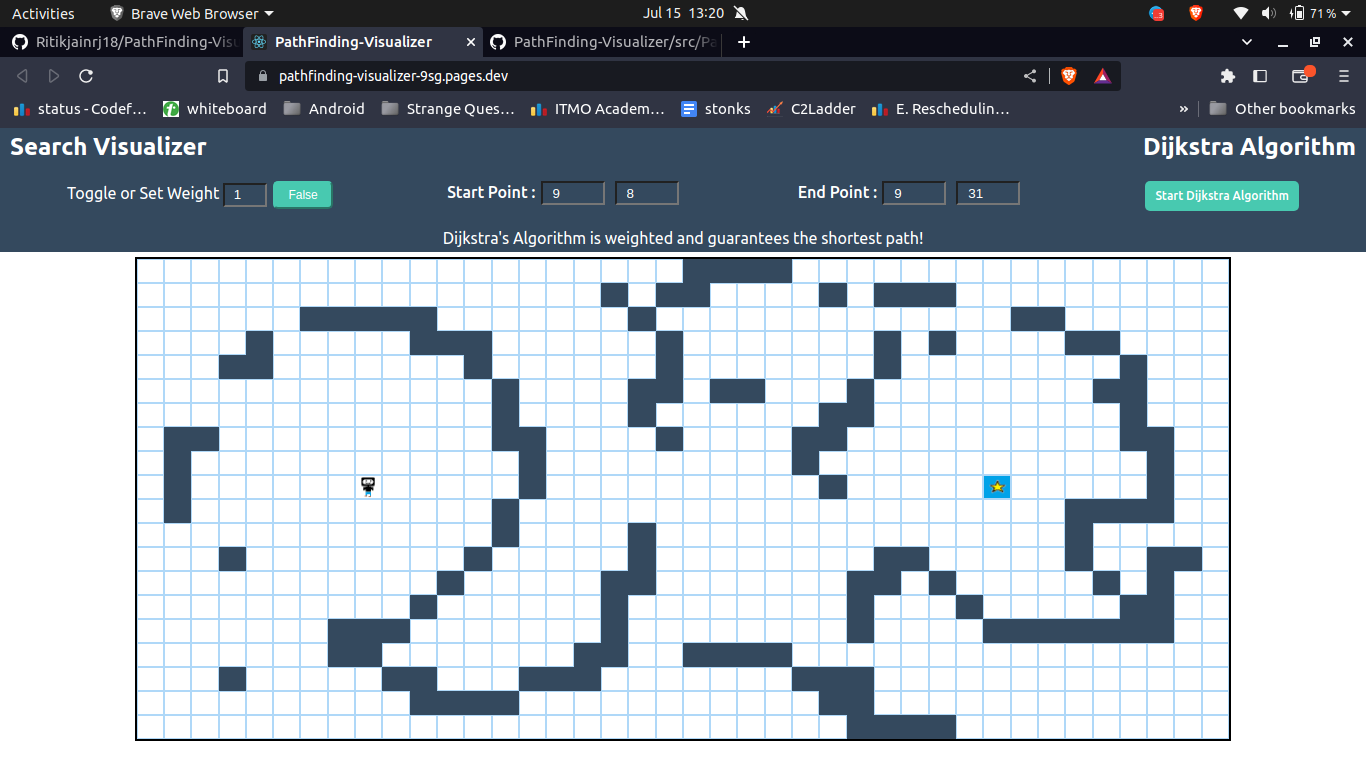 Activities Brave Web Browser Jul 15 13:20 71%
Ritikjainrj18/PathFinding-Visu PathFinding-Visualizer PathFinding-Visualizer/src/Pa
pathfinding-visualizer-9sg.pages.dev
status - Codef… whiteboard Android Strange Ques… ITMO Academ… stonks C2Ladder E. Reschedulin… » Other bookmarks
Search Visualizer Dijkstra Algorithm
Toggle or Set Weight 1 False Start Point : 9 8 End Point : 9 31 Start Dijkstra Algorithm
Dijkstra's Algorithm is weighted and guarantees the shortest path!